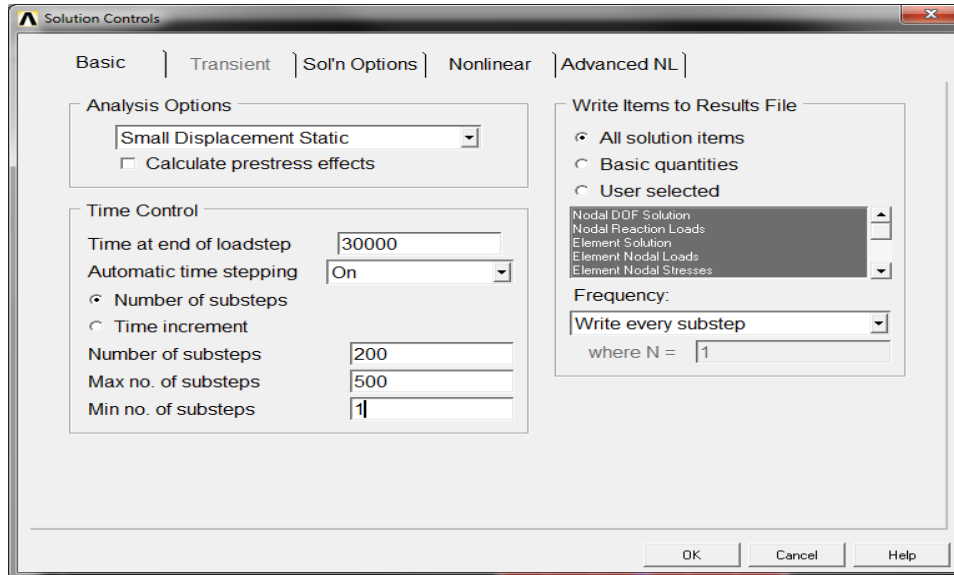 Solution Controls
Basic Transient Sol'n Options Nonlinear Advanced NL
Analysis Options
Small Displacement Static
Calculate prestress effects
Time Control
Time at end of loadstep 30000
Automatic time stepping On
Number of substeps
Time increment
Number of substeps 200
Max no. of substeps 500
Min no. of substeps 1
Write Items to Results File
All solution items
Basic quantities
User selected
Nodal DOF Solution
Nodal Reaction Loads
Element Solution
Element Nodal Loads
Element Nodal Stresses
Frequency:
Write every substep
where N = 1
OK Cancel Help